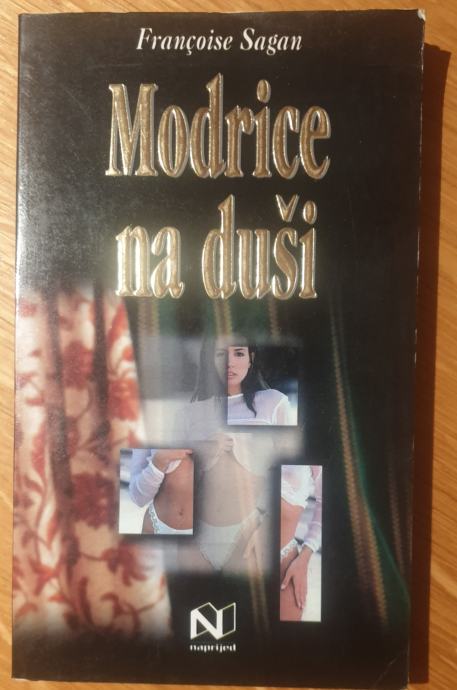 Françoise Sagan
Modrice
na duši
naprijed